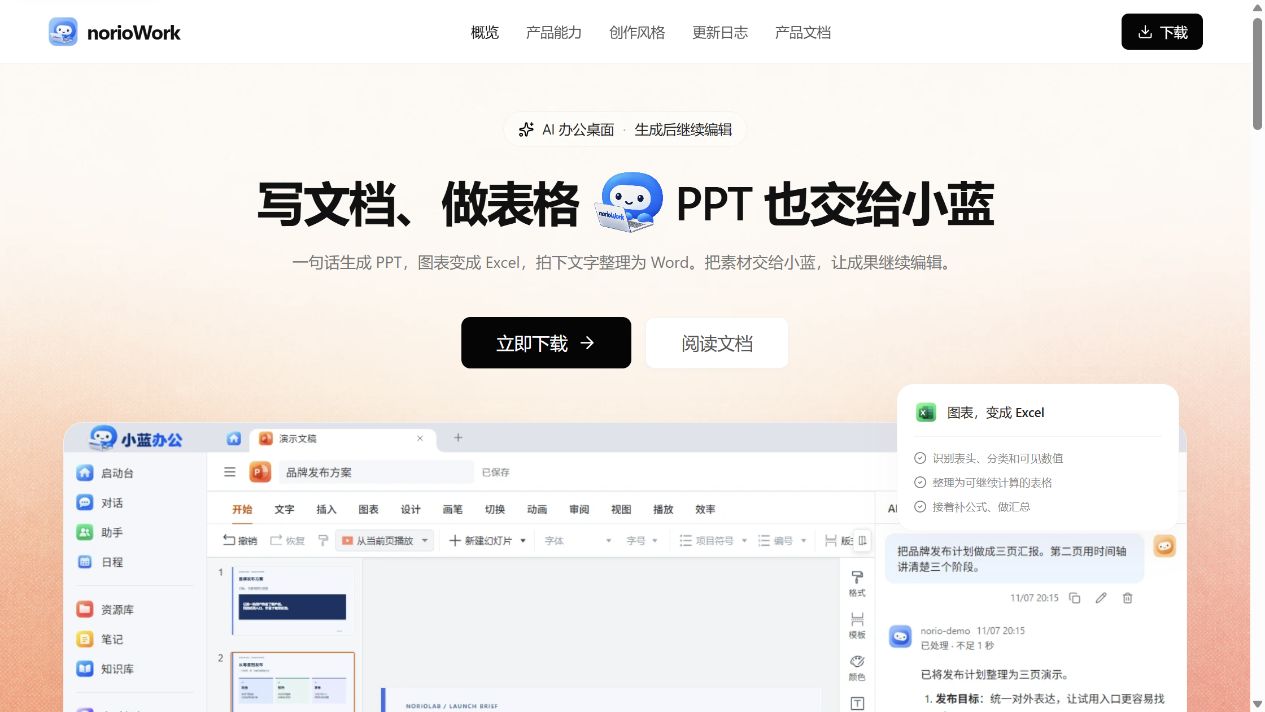 norioWork
概览 产品能力 创作风格 更新日志 产品文档
下载
AI 办公桌面 · 生成后继续编辑
写文档、做表格 PPT 也交给小蓝
一句话生成 PPT，图表变成 Excel，拍下文字整理为 Word。把素材交给小蓝，让成果继续编辑。
立即下载 →
阅读文档
图表，变成 Excel
识别表头、分类和可见数值
整理为可继续计算的表格
接着补公式、做汇总
小蓝办公
演示文稿
启动台
对话
助手
日程
资源库
笔记
知识库
品牌发布方案 已保存
开始 文字 插入 图表 设计 画笔 切换 动画 审阅 视图 播放 效率
撤销 恢复 从当前页播放 新建幻灯片 字体 字号 项目符号 编号
1
品牌发布方案
2
格式
模板
颜色
NORIOLAB / LAUNCH BRIEF
把品牌发布计划做成三页汇报。第二页用时间轴
讲清楚三个阶段。
11/07 20:15
norio-demo 11/07 20:15
已处理 · 不足 1 秒
已将发布计划整理为三页演示。
1. 发布目标：统一对外表达，让试用入口更容易找